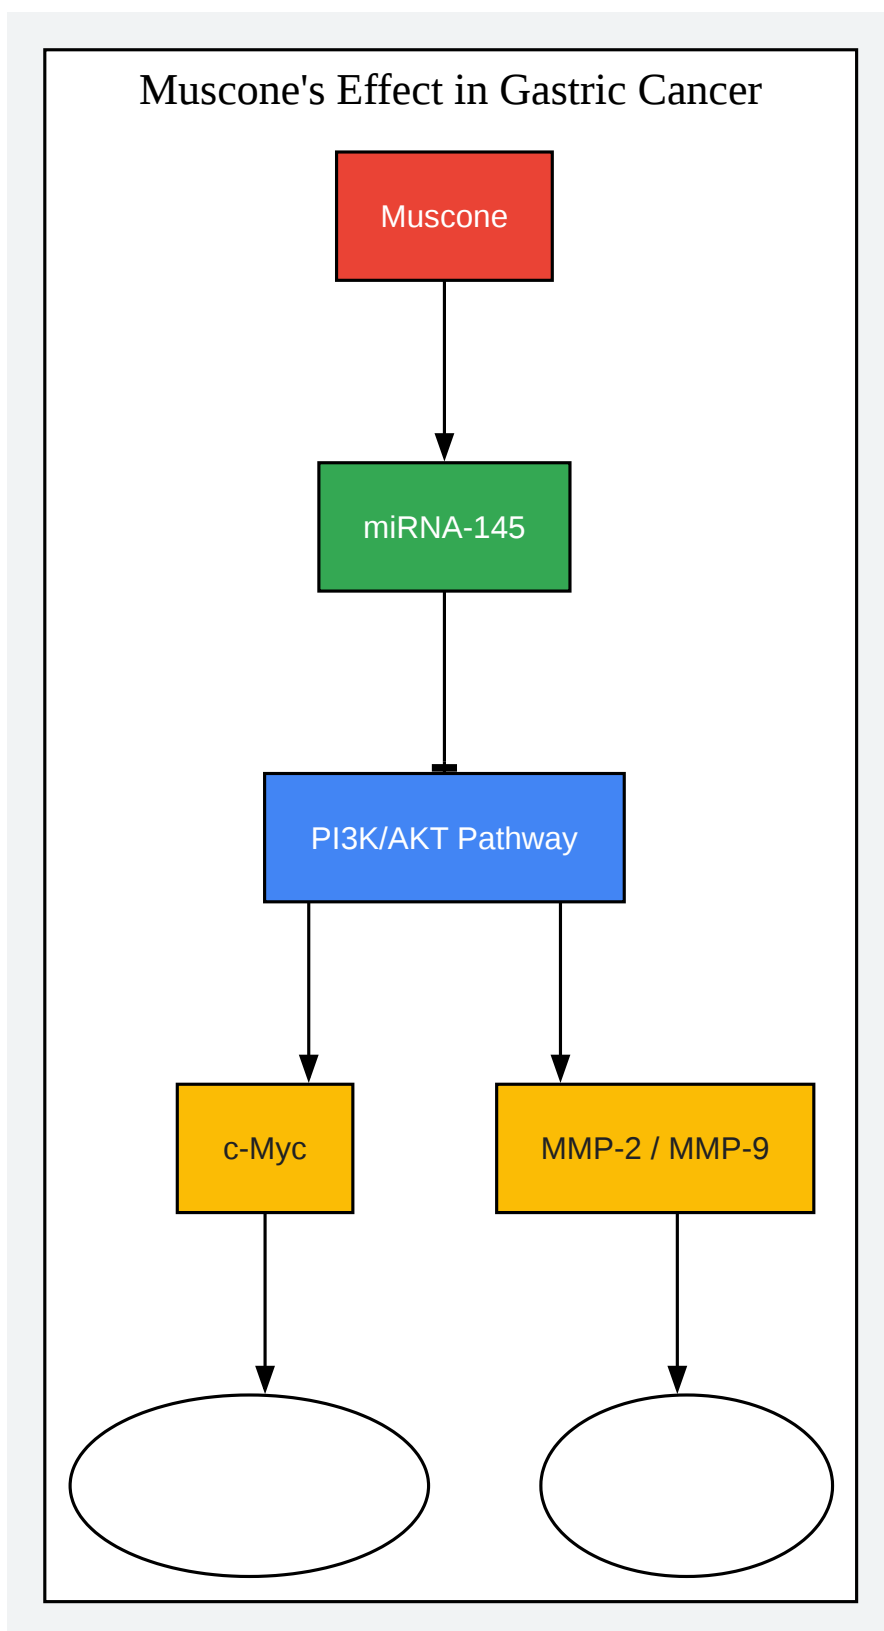 Muscone's Effect in Gastric Cancer
Muscone
miRNA-145
PI3K/AKT Pathway
c-Myc
MMP-2 / MMP-9